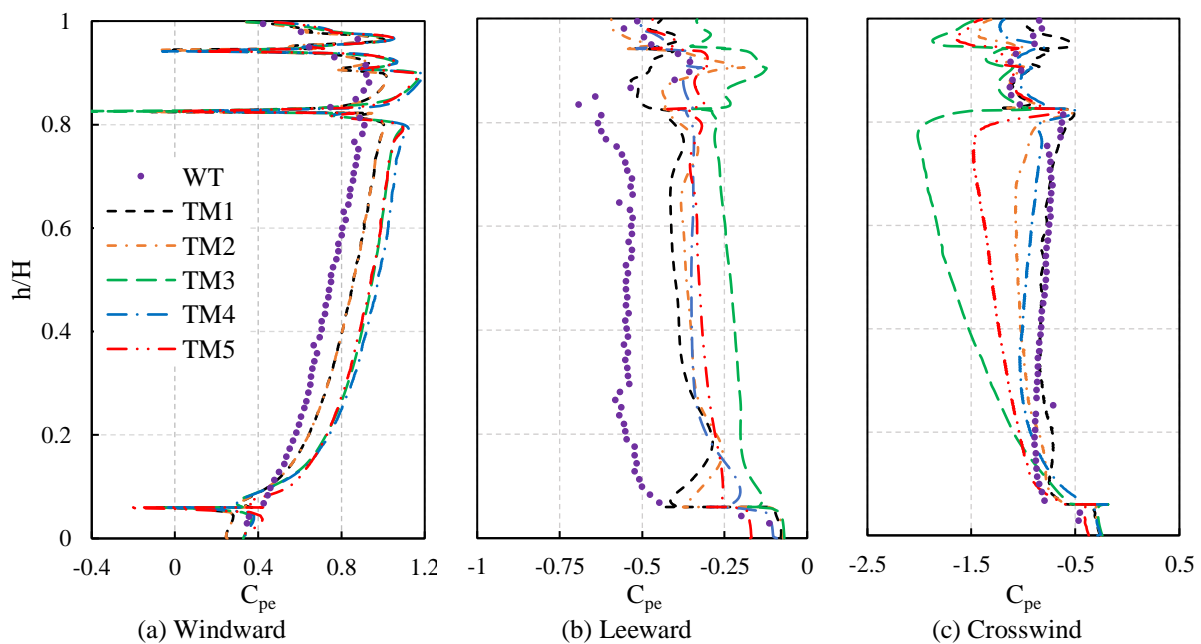 1
0.8
0.6
0.4
0.2
0
h/H
WT
TM1
TM2
TM3
TM4
TM5
-0.4 0 0.4 0.8 1.2
C_pe
(a) Windward
-1 -0.75 -0.5 -0.25 0
C_pe
(b) Leeward
-2.5 -1.5 -0.5 0.5
C_pe
(c) Crosswind